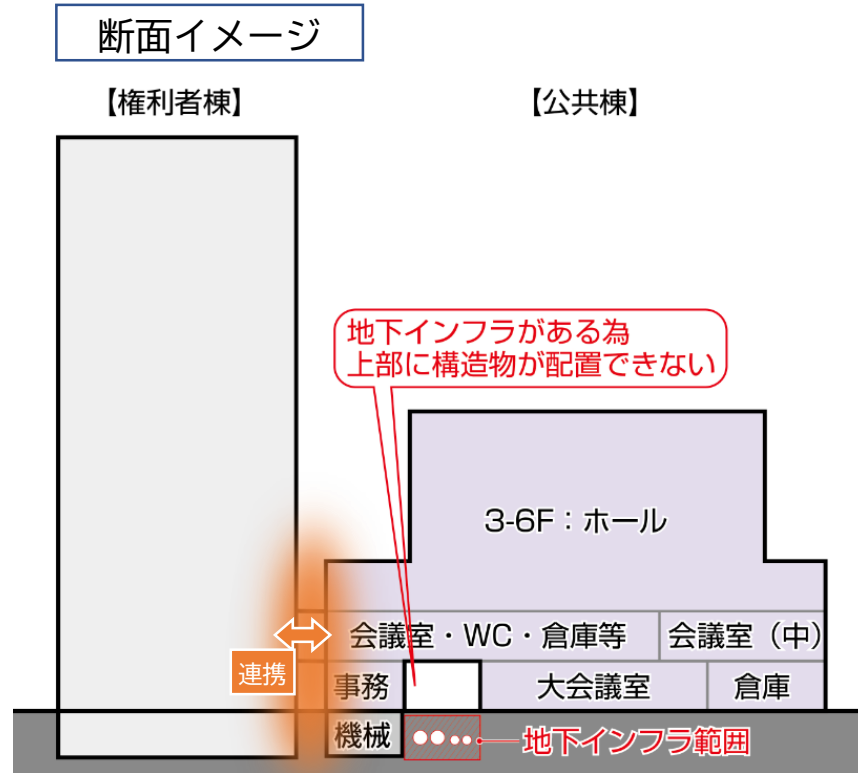 断面イメージ
【権利者棟】
【公共棟】
地下インフラがある為
上部に構造物が配置できない
3-6F：ホール
会議室・WC・倉庫等
会議室（中）
連携
事務
大会議室
倉庫
機械
地下インフラ範囲